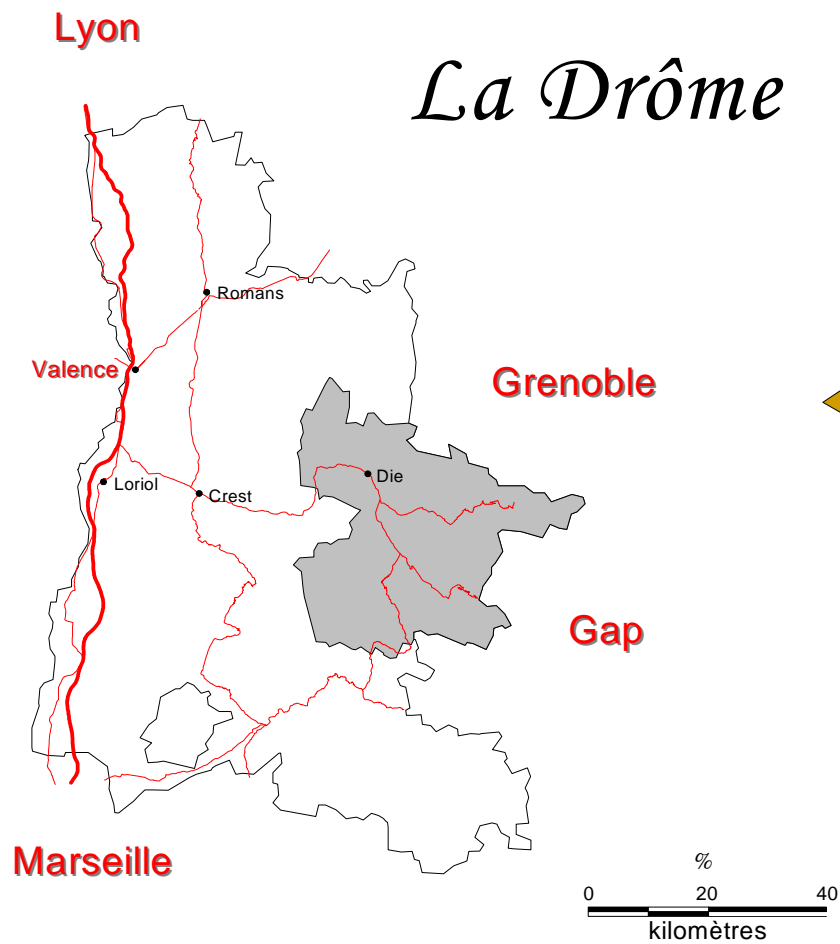 Lyon
La Drôme
Romans
Valence
Grenoble
Die
Loriol
Crest
Gap
Marseille
%
0 20 40
kilomètres